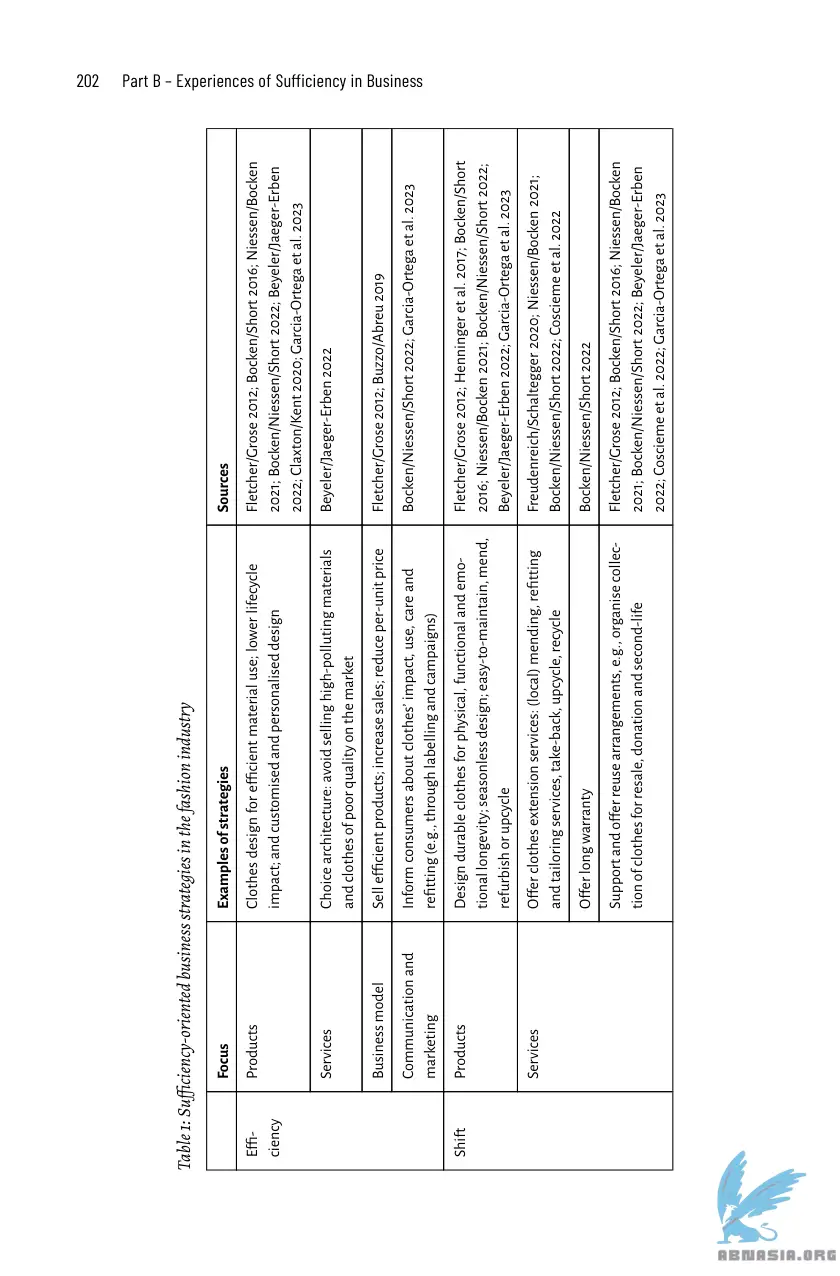 202 Part B – Experiences of Sufficiency in Business
Table 1: Sufficiency-oriented business strategies in the fashion industry
Focus
Examples of strategies
Sources
Effi-
ciency
Products
Clothes design for efficient material use; lower lifecycle
impact; and customised and personalised design
Fletcher/Grose 2012; Bocken/Short 2016; Niessen/Bocken
2021; Bocken/Niessen/Short 2022; Beyeler/Jaeger-Erben
2022; Claxton/Kent 2020; Garcia-Ortega et al. 2023
Services
Choice architecture: avoid selling high-polluting materials
and clothes of poor quality on the market
Beyeler/Jaeger-Erben 2022
Business model
Sell efficient products; increase sales; reduce per-unit price
Fletcher/Grose 2012; Buzzo/Abreu 2019
Communication and
marketing
Inform consumers about clothes’ impact, use, care and
refitting (e.g., through labelling and campaigns)
Bocken/Niessen/Short 2022; Garcia-Ortega et al. 2023
Shift
Products
Design durable clothes for physical, functional and emo-
tional longevity; seasonless design; easy-to-maintain, mend,
refurbish or upcycle
Fletcher/Grose 2012; Henninger et al. 2017; Bocken/Short
2016; Niessen/Bocken 2021; Bocken/Niessen/Short 2022;
Beyeler/Jaeger-Erben 2022; Garcia-Ortega et al. 2023
Services
Offer clothes extension services: (local) mending, refitting
and tailoring services, take-back, upcycle, recycle
Freudenreich/Schaltegger 2020; Niessen/Bocken 2021;
Bocken/Niessen/Short 2022; Coscieme et al. 2022
Offer long warranty
Bocken/Niessen/Short 2022
Support and offer reuse arrangements, e.g., organise collec-
tion of clothes for resale, donation and second-life
Fletcher/Grose 2012; Bocken/Short 2016; Niessen/Bocken
2021; Bocken/Niessen/Short 2022; Beyeler/Jaeger-Erben
2022; Coscieme et al. 2022; Garcia-Ortega et al. 2023
ABNASIA.ORG